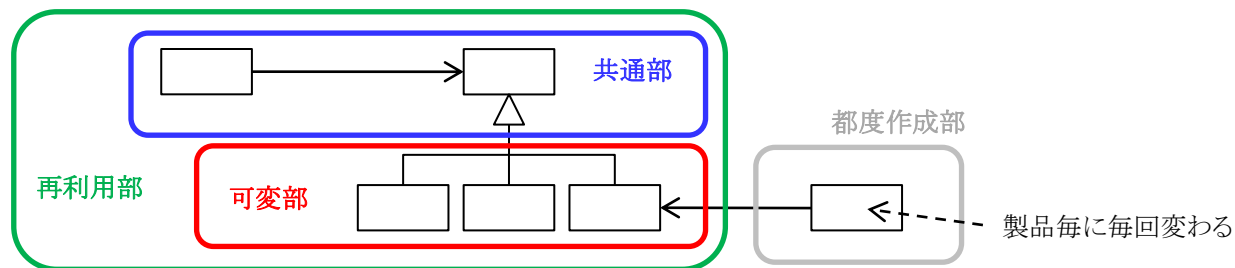 共通部
都度作成部
再利用部
可変部
製品毎に毎回変わる